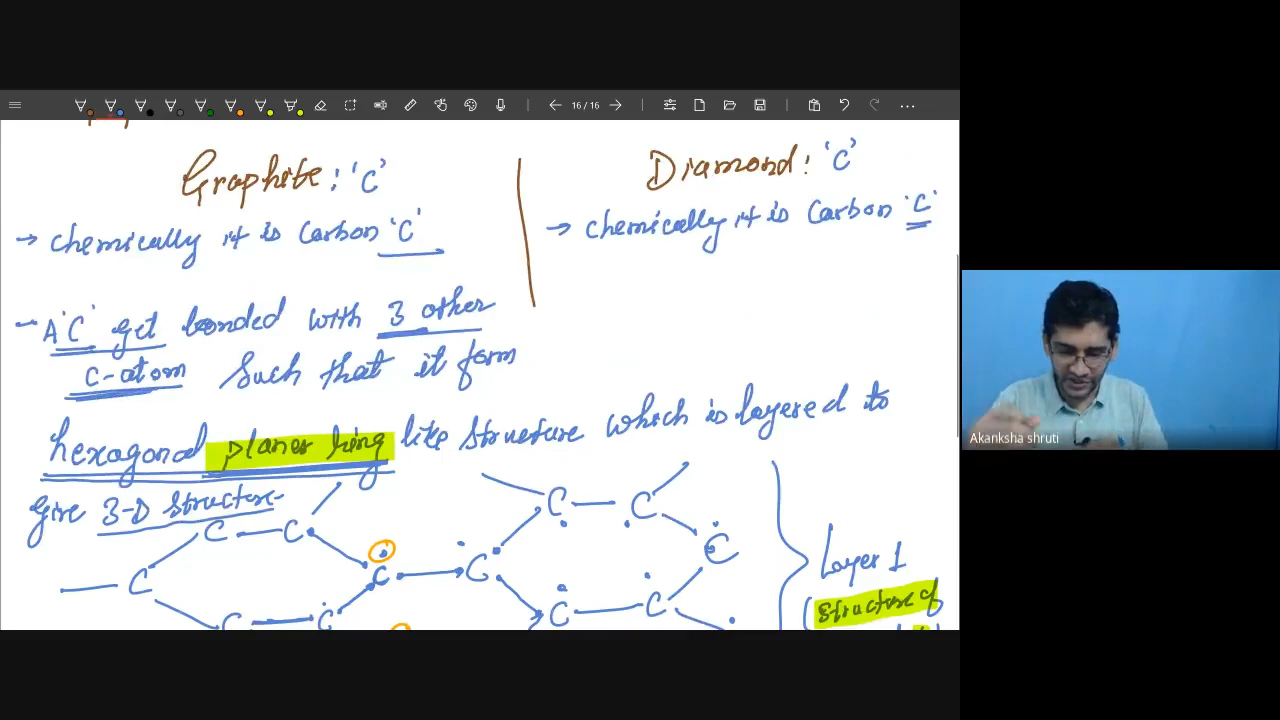 16/16
Graphite: 'C'
Diamond: 'C'
→ chemically it is Carbon 'C'
→ chemically it is Carbon 'C'
- A 'C' get bonded with 3 other
C-atom such that it form
hexagonal planer ring like structure which is layered to
give 3-D structure-
C C C C
C C C C C
C C C C
Layer 1
(structure of
Akanksha shruti